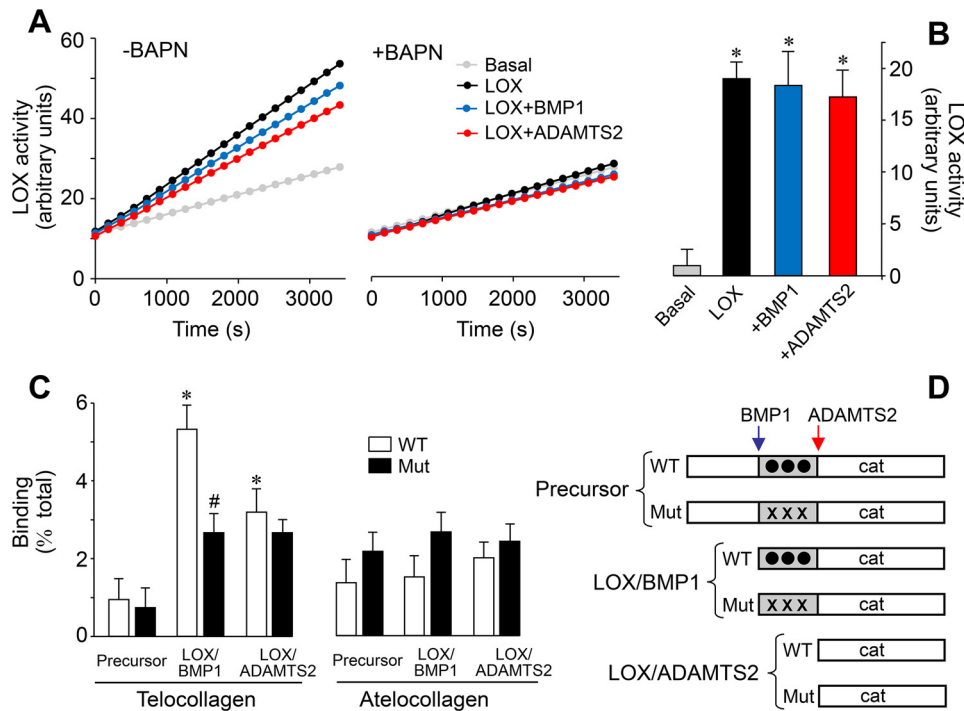 A
LOX activity
(arbitrary units)
60
40
20
0
-BAPN
0
1000
2000
3000
Time (s)
+BAPN
0
1000
2000
3000
Time (s)
Basal
LOX
LOX+BMP1
LOX+ADAMTS2
B
* * *
20
15
10
5
0
LOX activity
(arbitrary units)
Basal
LOX
+BMP1
+ADAMTS2
C
Binding
(% total)
6
4
2
0
*
#
*
WT
Mut
Precursor
LOX/
BMP1
LOX/
ADAMTS2
Telocollagen
Precursor
LOX/
BMP1
LOX/
ADAMTS2
Atelocollagen
D
BMP1
ADAMTS2
Precursor
WT
cat
Mut
X X X
cat
LOX/BMP1
WT
cat
Mut
X X X
cat
LOX/ADAMTS2
WT
cat
Mut
cat